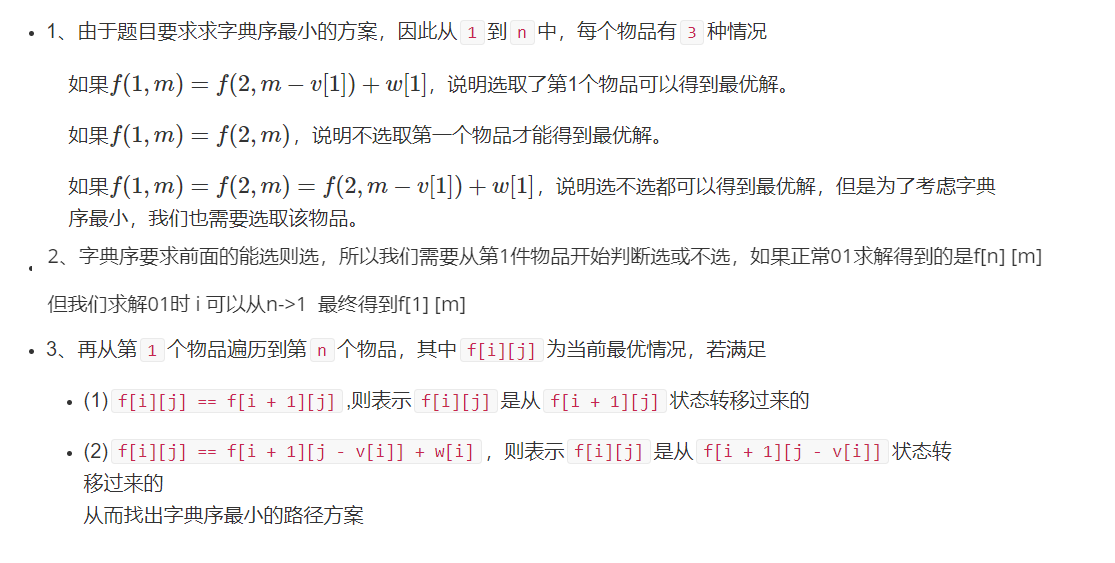 1、由于题目要求求字典序最小的方案，因此从 1 到 n 中，每个物品有 3 种情况
如果f(1,m) = f(2,m − v[1]) + w[1]，说明选取了第1个物品可以得到最优解。
如果f(1,m) = f(2,m)，说明不选取第一个物品才能得到最优解。
如果f(1,m) = f(2,m) = f(2,m − v[1]) + w[1]，说明选不选都可以得到最优解，但是为了考虑字典
序最小，我们也需要选取该物品。
2、字典序要求前面的能选则选，所以我们需要从第1件物品开始判断选或不选，如果正常01求解得到的是f[n] [m]
但我们求解01时 i 可以从n->1 最终得到f[1] [m]
3、再从第 1 个物品遍历到第 n 个物品，其中 f[i][j] 为当前最优情况，若满足
(1) f[i][j] == f[i + 1][j] ,则表示 f[i][j] 是从 f[i + 1][j] 状态转移过来的
(2) f[i][j] == f[i + 1][j - v[i]] + w[i] ，则表示 f[i][j] 是从 f[i + 1][j - v[i]] 状态转
移过来的
从而找出字典序最小的路径方案